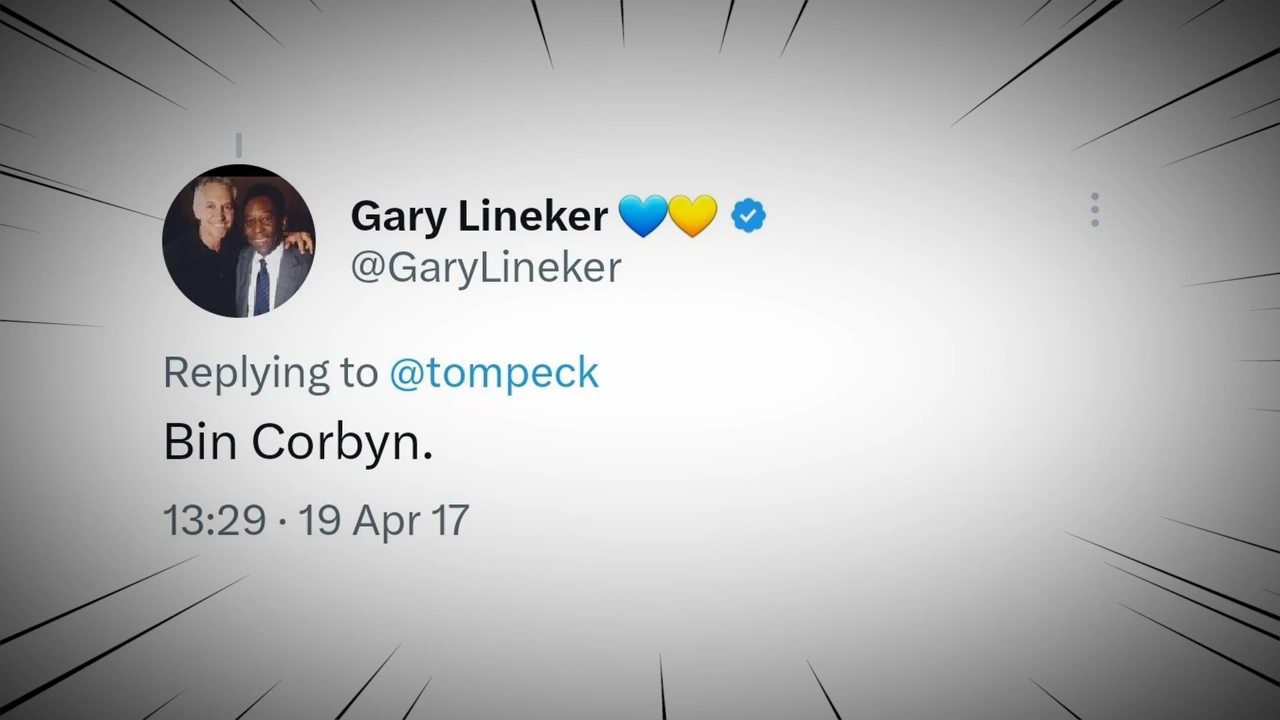 Gary Lineker 💙💛
@GaryLineker
Replying to @tompeck
Bin Corbyn.
13:29 · 19 Apr 17